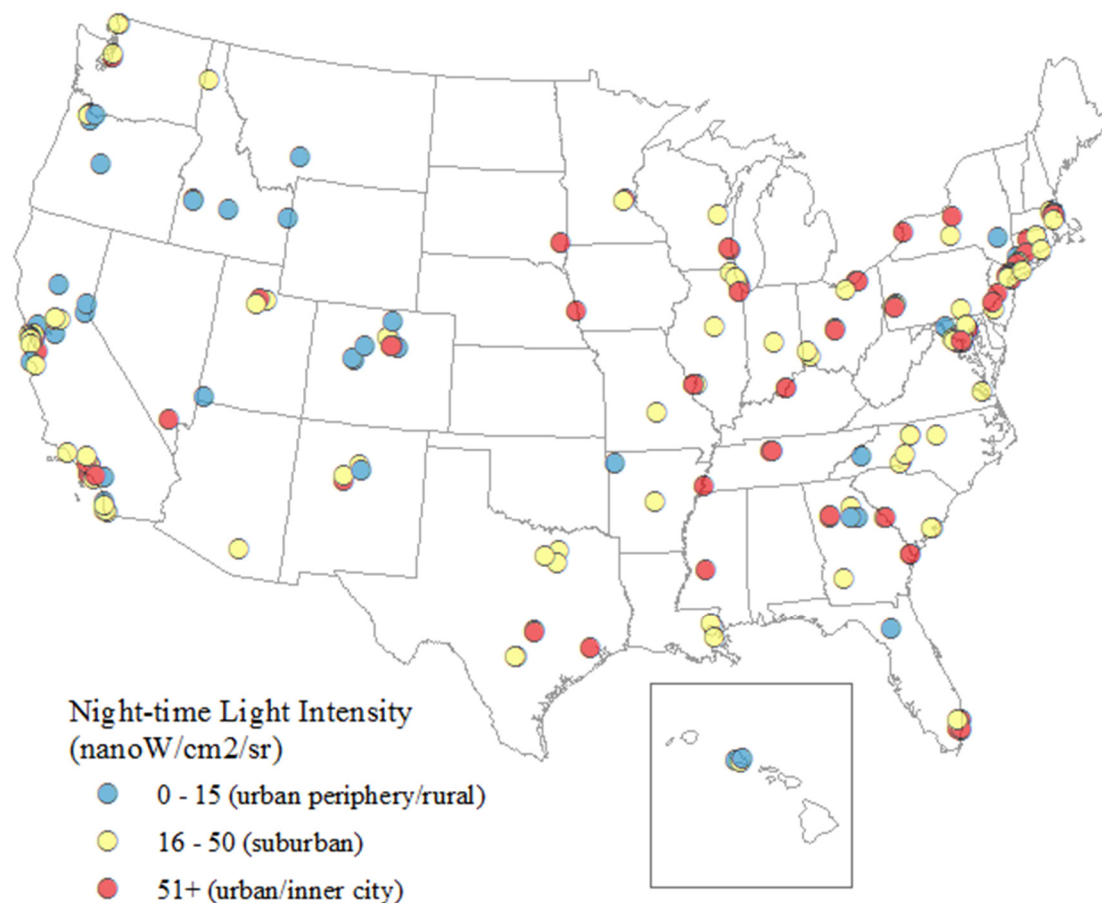 Night-time Light Intensity
(nanoW/cm2/sr)
0 - 15 (urban periphery/rural)
16 - 50 (suburban)
51+ (urban/inner city)